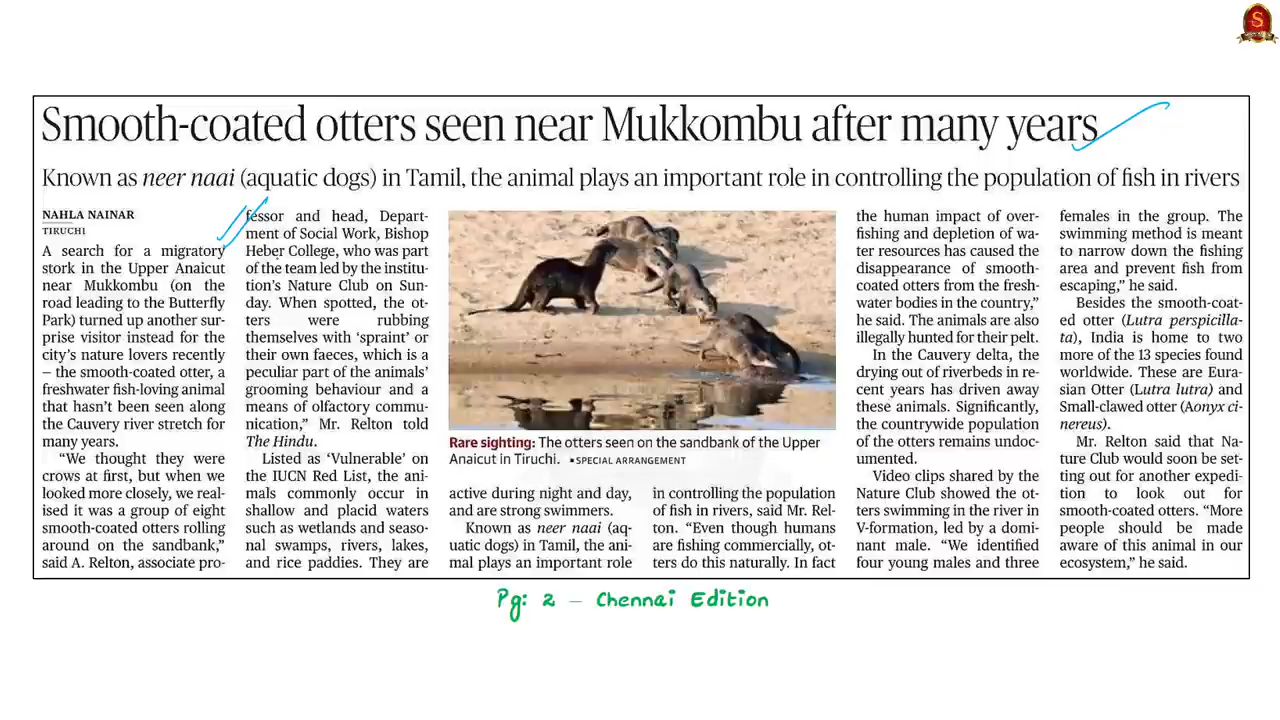 S
Smooth-coated otters seen near Mukkombu after many years
Known as neer naai (aquatic dogs) in Tamil, the animal plays an important role in controlling the population of fish in rivers
NAHLA NAINAR
TIRUCHI
A search for a migratory
stork in the Upper Anaicut
near Mukkombu (on the
road leading to the Butterfly
Park) turned up another sur-
prise visitor instead for the
city's nature lovers recently
– the smooth-coated otter, a
freshwater fish-loving animal
that hasn't been seen along
the Cauvery river stretch for
many years.
"We thought they were
crows at first, but when we
looked more closely, we real-
ised it was a group of eight
smooth-coated otters rolling
around on the sandbank,"
said A. Relton, associate pro-
fessor and head, Depart-
ment of Social Work, Bishop
Heber College, who was part
of the team led by the institu-
tion's Nature Club on Sun-
day. When spotted, the ot-
ters were rubbing
themselves with 'spraint' or
their own faeces, which is a
peculiar part of the animals'
grooming behaviour and a
means of olfactory commu-
nication," Mr. Relton told
The Hindu.
Listed as 'Vulnerable' on
the IUCN Red List, the ani-
mals commonly occur in
shallow and placid waters
such as wetlands and seaso-
nal swamps, rivers, lakes,
and rice paddies. They are
Rare sighting: The otters seen on the sandbank of the Upper
Anaicut in Tiruchi. ▪SPECIAL ARRANGEMENT
active during night and day,
and are strong swimmers.
Known as neer naai (aq-
uatic dogs) in Tamil, the ani-
mal plays an important role
in controlling the population
of fish in rivers, said Mr. Rel-
ton. "Even though humans
are fishing commercially, ot-
ters do this naturally. In fact
the human impact of over-
fishing and depletion of wa-
ter resources has caused the
disappearance of smooth-
coated otters from the fresh-
water bodies in the country,"
he said. The animals are also
illegally hunted for their pelt.
In the Cauvery delta, the
drying out of riverbeds in re-
cent years has driven away
these animals. Significantly,
the countrywide population
of the otters remains undoc-
umented.
Video clips shared by the
Nature Club showed the ot-
ters swimming in the river in
V-formation, led by a domi-
nant male. "We identified
four young males and three
females in the group. The
swimming method is meant
to narrow down the fishing
area and prevent fish from
escaping," he said.
Besides the smooth-coat-
ed otter (Lutra perspicilla-
ta), India is home to two
more of the 13 species found
worldwide. These are Eura-
sian Otter (Lutra lutra) and
Small-clawed otter (Aonyx ci-
nereus).
Mr. Relton said that Na-
ture Club would soon be set-
ting out for another expedi-
tion to look out for
smooth-coated otters. "More
people should be made
aware of this animal in our
ecosystem," he said.
Pg: 2 – Chennai Edition